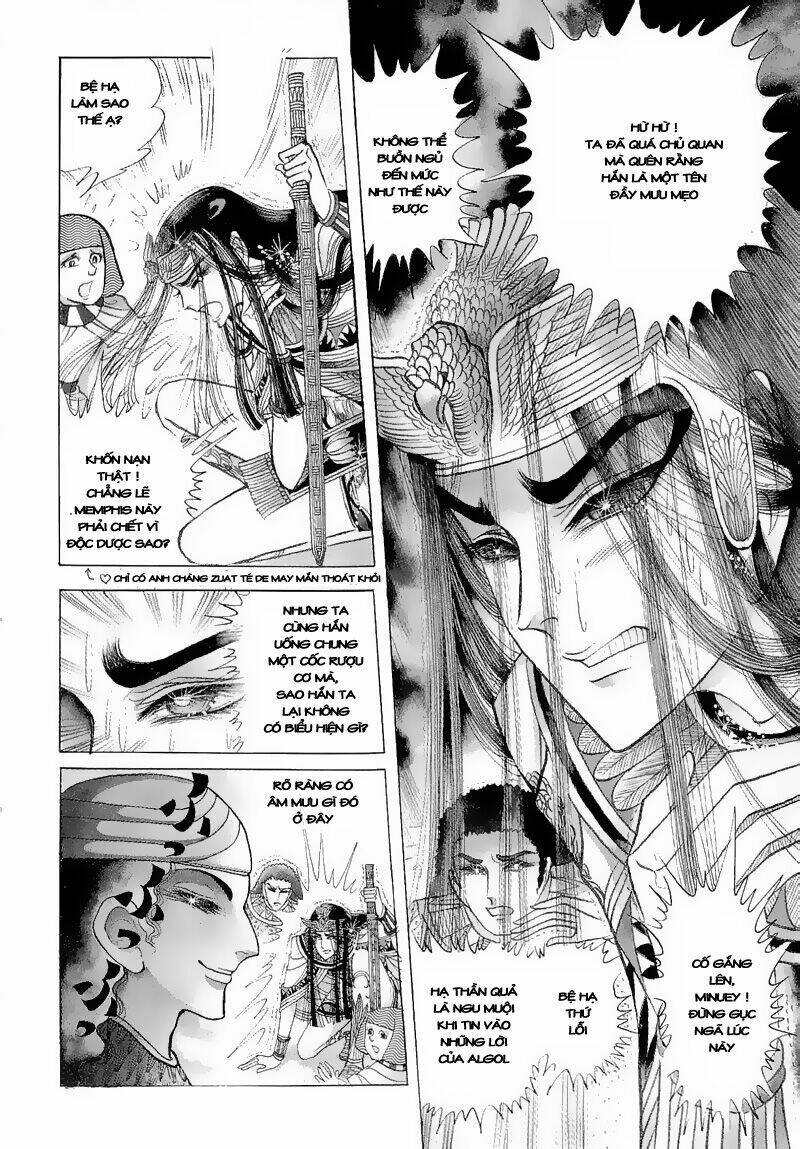 HỪ HỪ !
TA ĐÃ QUÁ CHỦ QUAN
MÀ QUÊN RẰNG
HẮN LÀ MỘT TÊN
ĐẦY MƯU MẸO
KHÔNG THỂ
BUỒN NGỦ
ĐẾN MỨC
NHƯ THẾ NÀY
ĐƯỢC
CỐ GẮNG
LÊN,
MINUEY !
ĐỪNG GỤC
NGÃ LÚC
NÀY
BỆ HẠ
THỨ
LỖI
HẠ THẦN QUẢ
LÀ NGU MUỘI
KHI TIN VÀO
NHỮNG LỜI
CỦA ALGOL
BỆ HẠ
LÀM SAO
THẾ Ạ?
KHỐN NẠN
THẬT !
CHẲNG LẼ
MEMPHIS NÀY
PHẢI CHẾT VÌ
ĐỘC DƯỢC SAO?
CHỈ CÓ ANH CHÁNG ZUAT TÉ DE MAY MẮN THOÁT KHỎI
NHƯNG TA
CÙNG HẮN
UỐNG CHUNG
MỘT CỐC RƯỢU
CƠ MÀ,
SAO HẮN TA
LẠI KHÔNG
CÓ BIỂU HIỆN GÌ?
RÕ RÀNG CÓ
ÂM MƯU GÌ ĐÓ
Ở ĐÂY